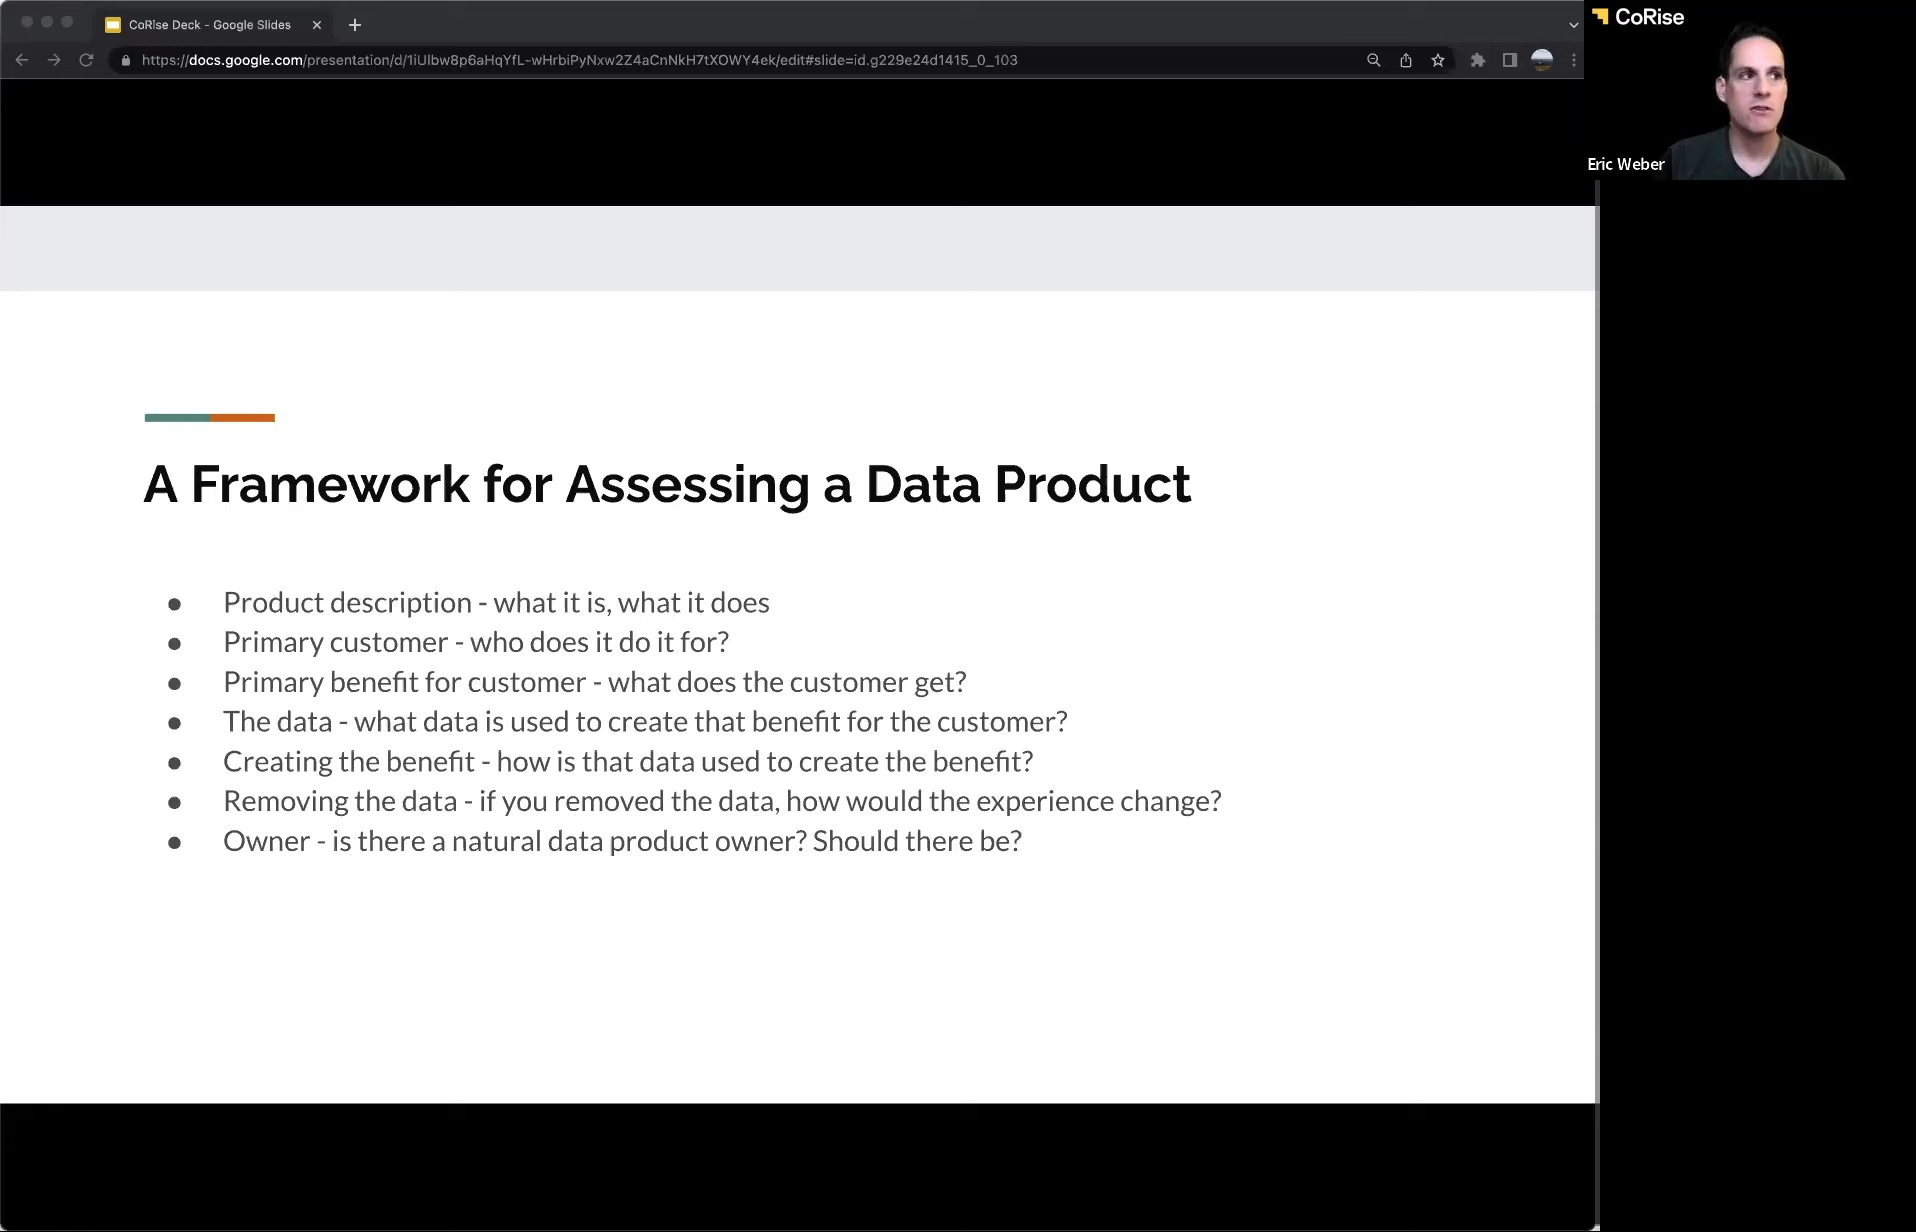 CoRise Deck - Google Slides
https://docs.google.com/presentation/d/1iUlbw8p6aHqYfL-wHrbiPyNxw2Z4aCnNkH7tXOWY4ek/edit#slide=id.g229e24d1415_0_103
CoRise
Eric Weber
A Framework for Assessing a Data Product
● Product description - what it is, what it does
● Primary customer - who does it do it for?
● Primary benefit for customer - what does the customer get?
● The data - what data is used to create that benefit for the customer?
● Creating the benefit - how is that data used to create the benefit?
● Removing the data - if you removed the data, how would the experience change?
● Owner - is there a natural data product owner? Should there be?